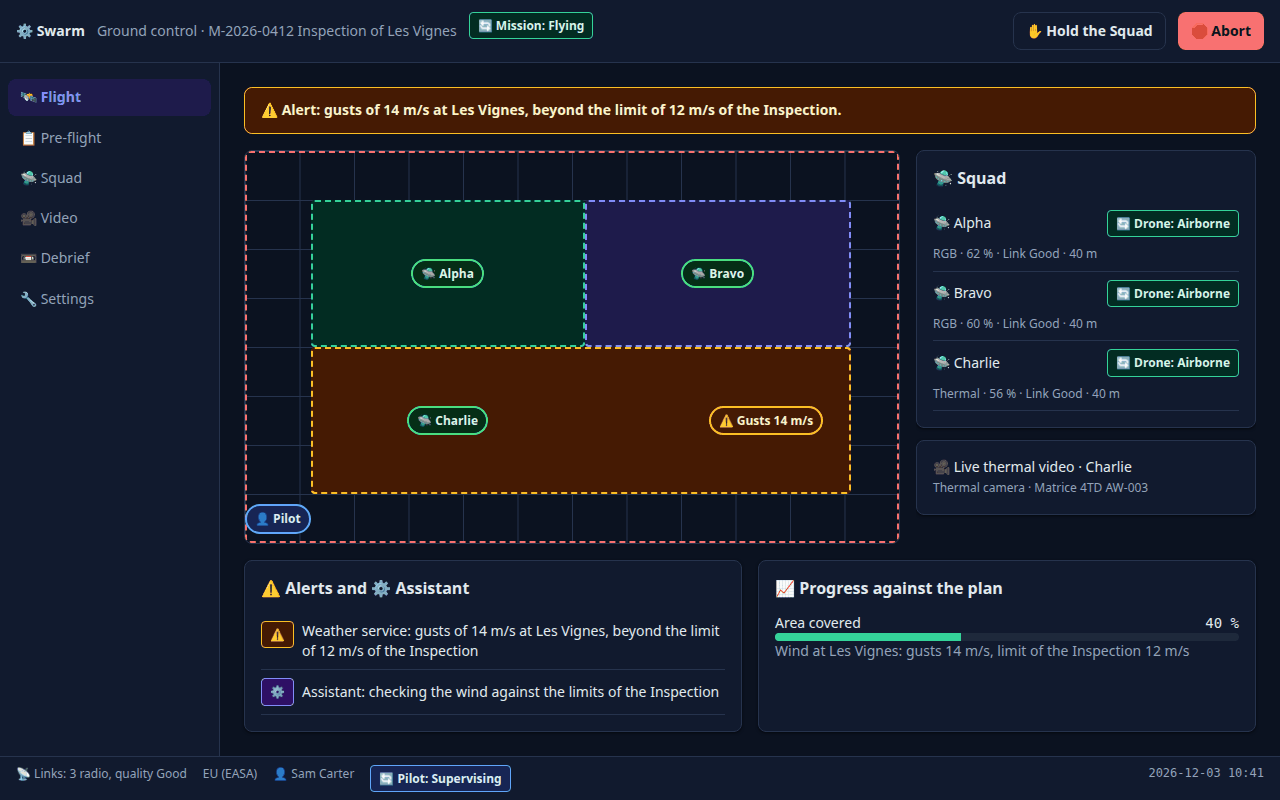 Swarm
Ground control · M-2026-0412 Inspection of Les Vignes
Mission: Flying
Hold the Squad
Abort
Flight
Pre-flight
Squad
Video
Debrief
Settings
Alert: gusts of 14 m/s at Les Vignes, beyond the limit of 12 m/s of the Inspection.
Alpha
Bravo
Charlie
Gusts 14 m/s
Pilot
Squad
Alpha
Drone: Airborne
RGB · 62 % · Link Good · 40 m
Bravo
Drone: Airborne
RGB · 60 % · Link Good · 40 m
Charlie
Drone: Airborne
Thermal · 56 % · Link Good · 40 m
Live thermal video · Charlie
Thermal camera · Matrice 4TD AW-003
Alerts and Assistant
Weather service: gusts of 14 m/s at Les Vignes, beyond the limit
of 12 m/s of the Inspection
Assistant: checking the wind against the limits of the Inspection
Progress against the plan
Area covered
40 %
Wind at Les Vignes: gusts 14 m/s, limit of the Inspection 12 m/s
Links: 3 radio, quality Good
EU (EASA)
Sam Carter
Pilot: Supervising
2026-12-03 10:41